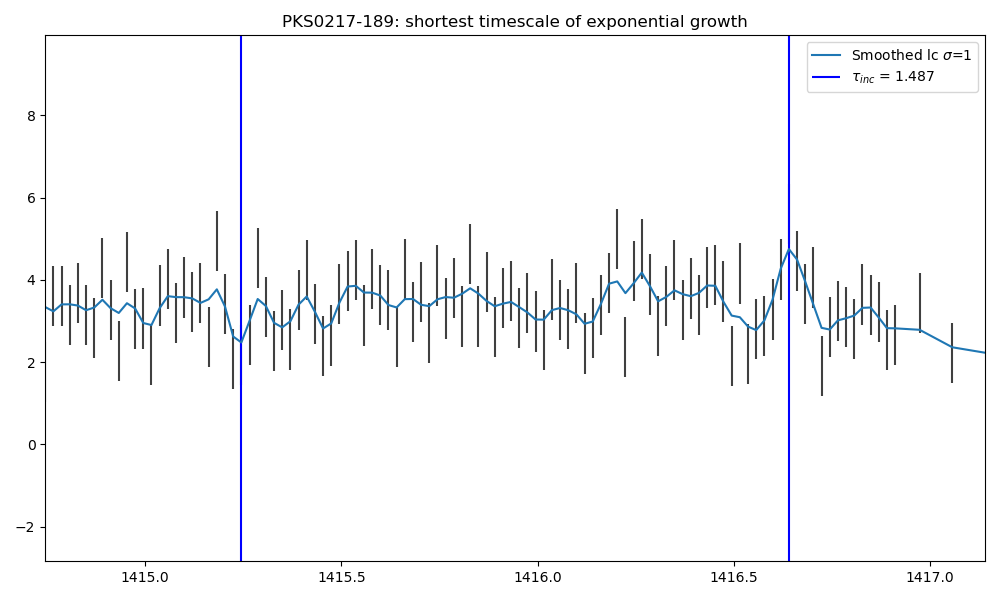 PKS0217-189: shortest timescale of exponential growth
Smoothed lc σ=1
τ_inc = 1.487
8
6
4
2
0
−2
1415.0 1415.5 1416.0 1416.5 1417.0